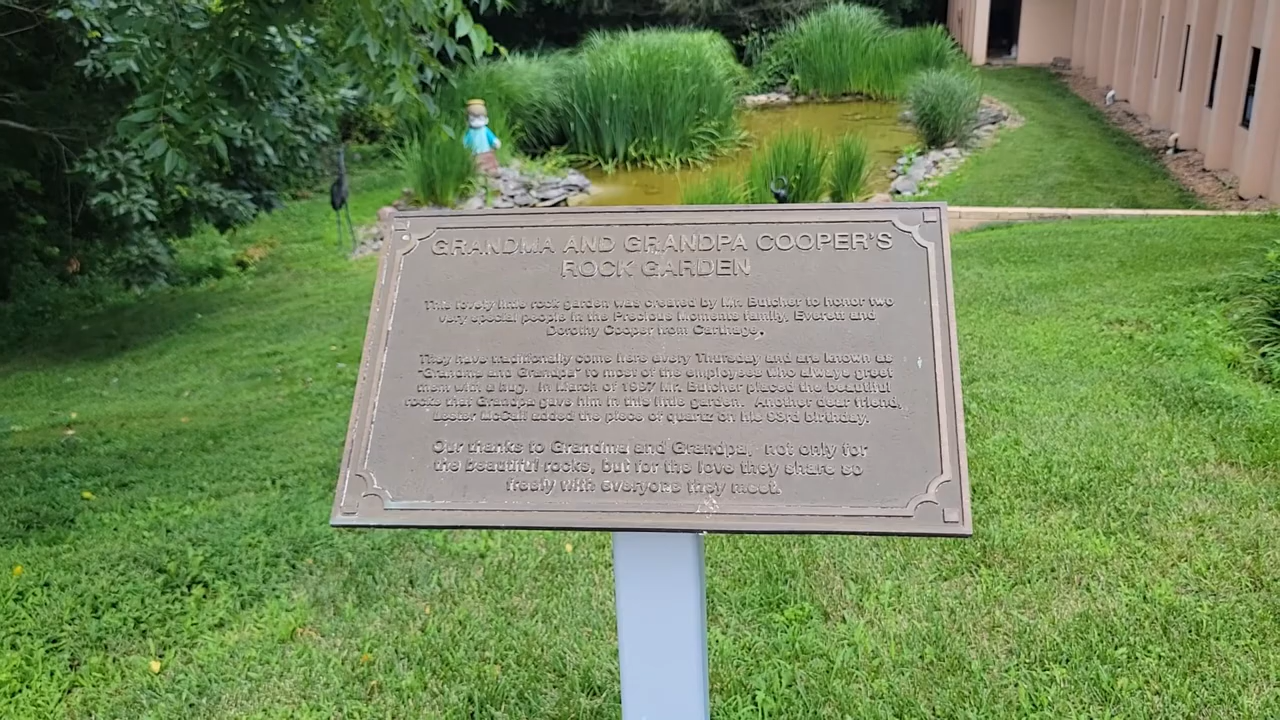 GRANDMA AND GRANDPA COOPER'S
ROCK GARDEN
This lovely little rock garden was created by Mr. Butcher to honor two
very special people in the Precious Moments family, Everett and
Dorothy Cooper from Carthage.
They have traditionally come here every Thursday and are known as
"Grandma and Grandpa" to most of the employees who always greet
them with a hug. In March of 1997 Mr. Butcher placed the beautiful
rocks that Grandpa gave him in this little garden. Another dear friend,
Lester McCall added the piece of quartz on his 83rd birthday.
Our thanks to Grandma and Grandpa, not only for
the beautiful rocks, but for the love they share so
freely with everyone they meet.